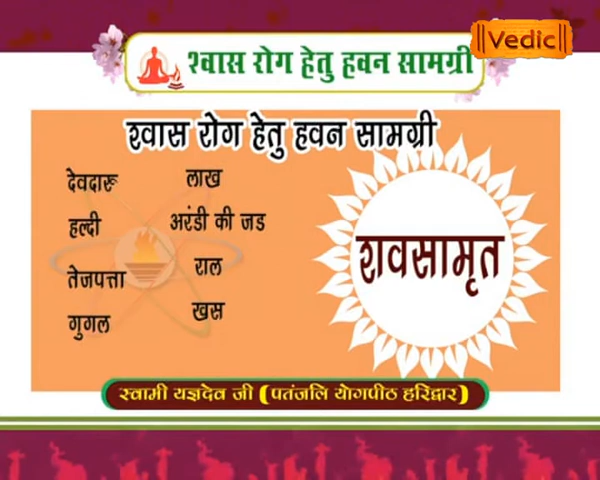 श्वास रोग हेतु हवन सामग्री
||Vedic||
श्वास रोग हेतु हवन सामग्री
देवदारू
लाख
हल्दी
अरंडी की जड
तेजपत्ता
राल
गुगल
खस
शवसामृत
स्वामी यज्ञदेव जी (पतंजलि योगपीठ हरिद्वार)